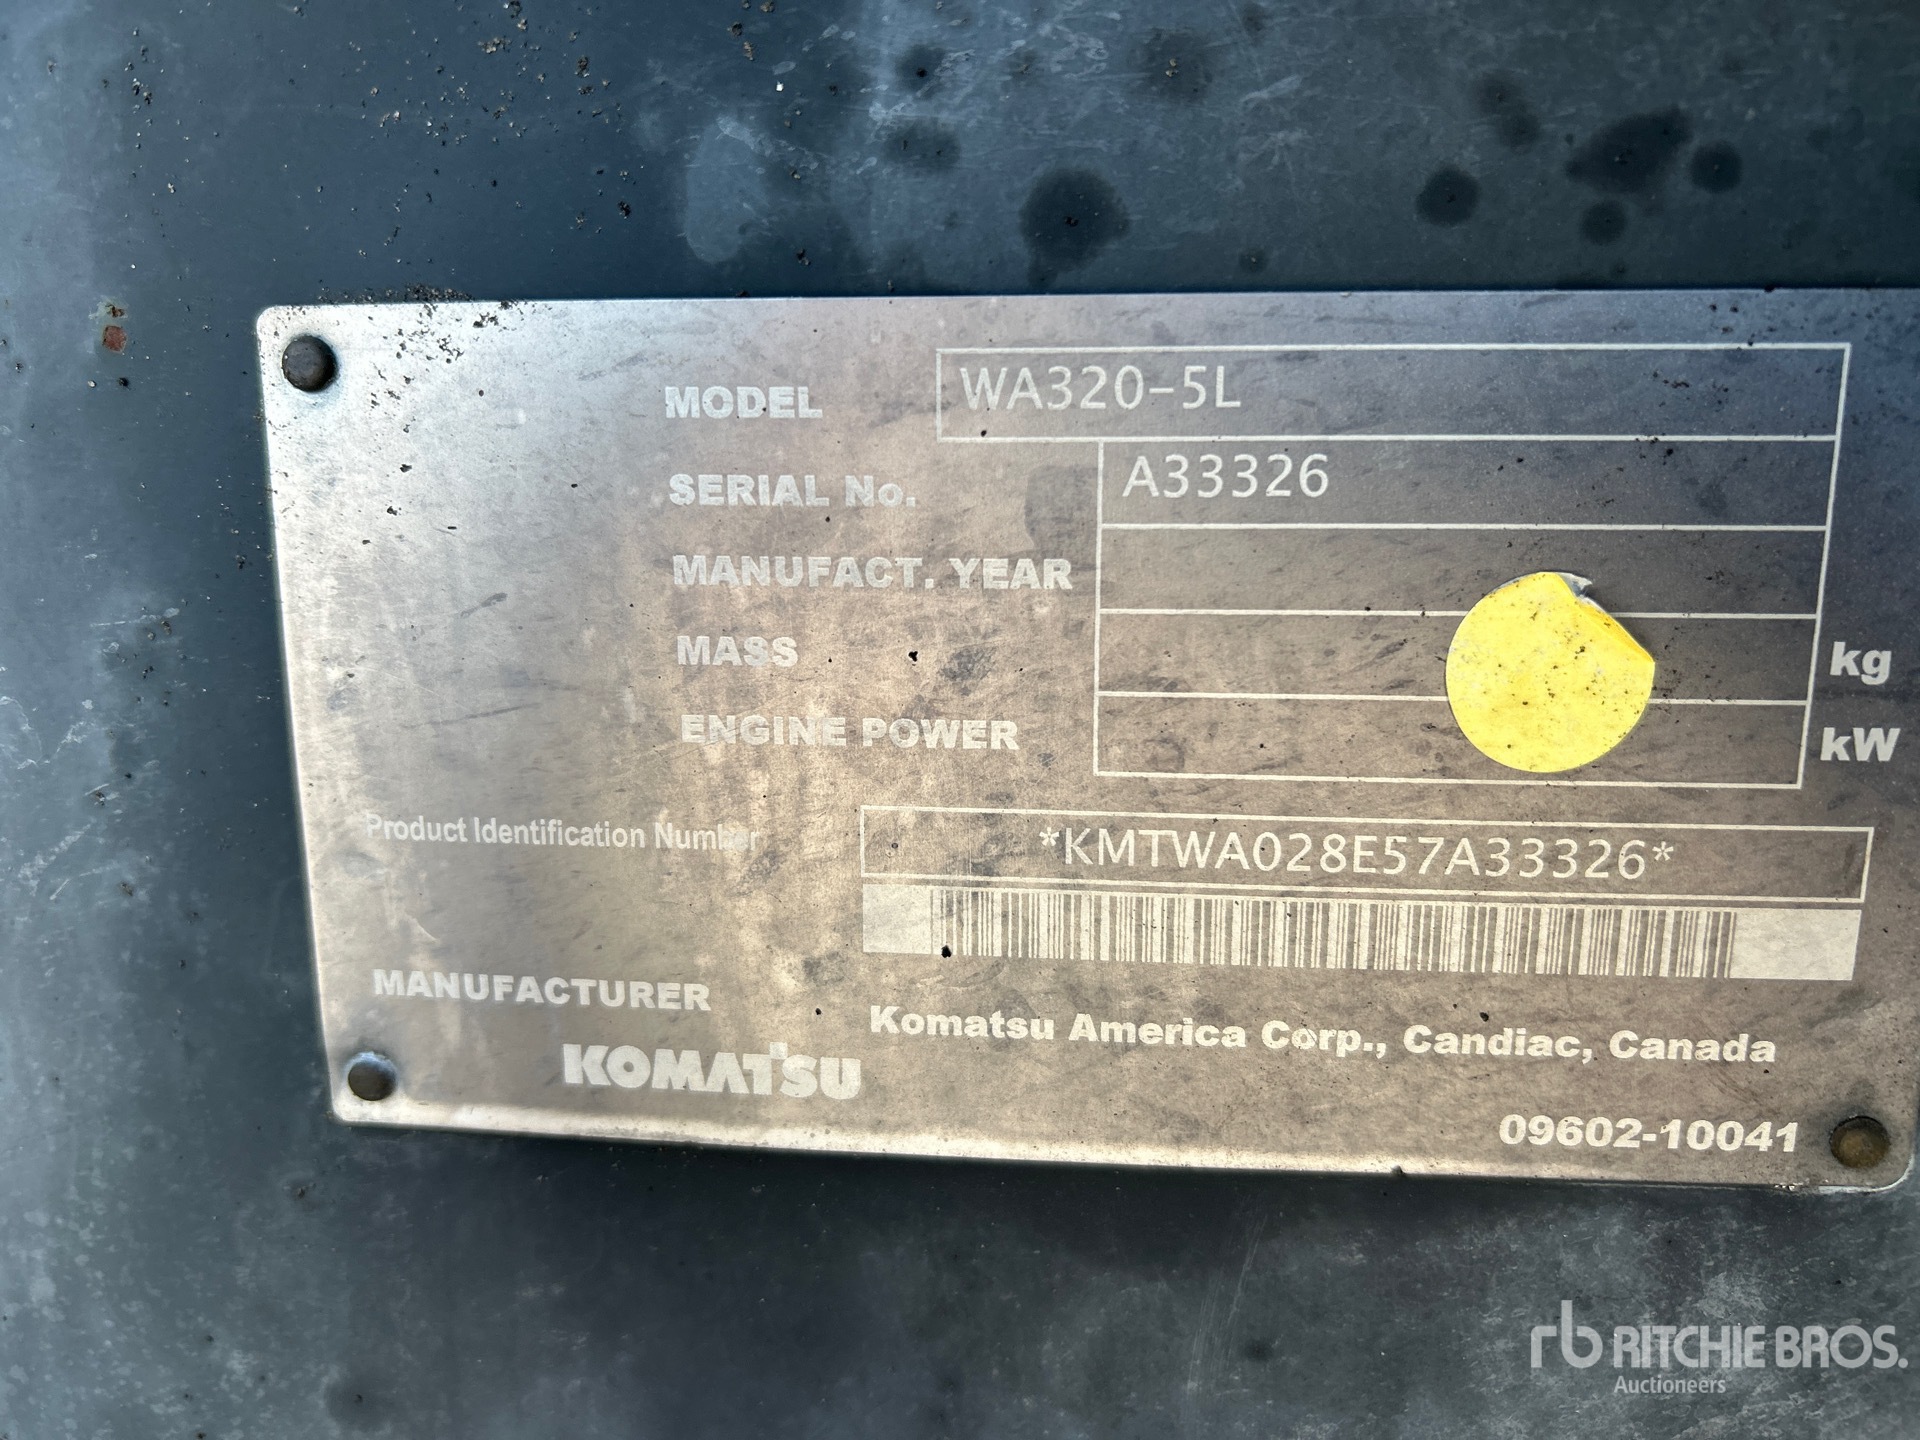 MODEL WA320-5L
SERIAL No. A33326
MANUFACT. YEAR
MASS kg
ENGINE POWER kW
Product Identification Number *KMTWA028E57A33326*
MANUFACTURER Komatsu America Corp., Candiac, Canada
KOMATSU
09602-10041
rb RITCHIE BROS.
Auctioneers